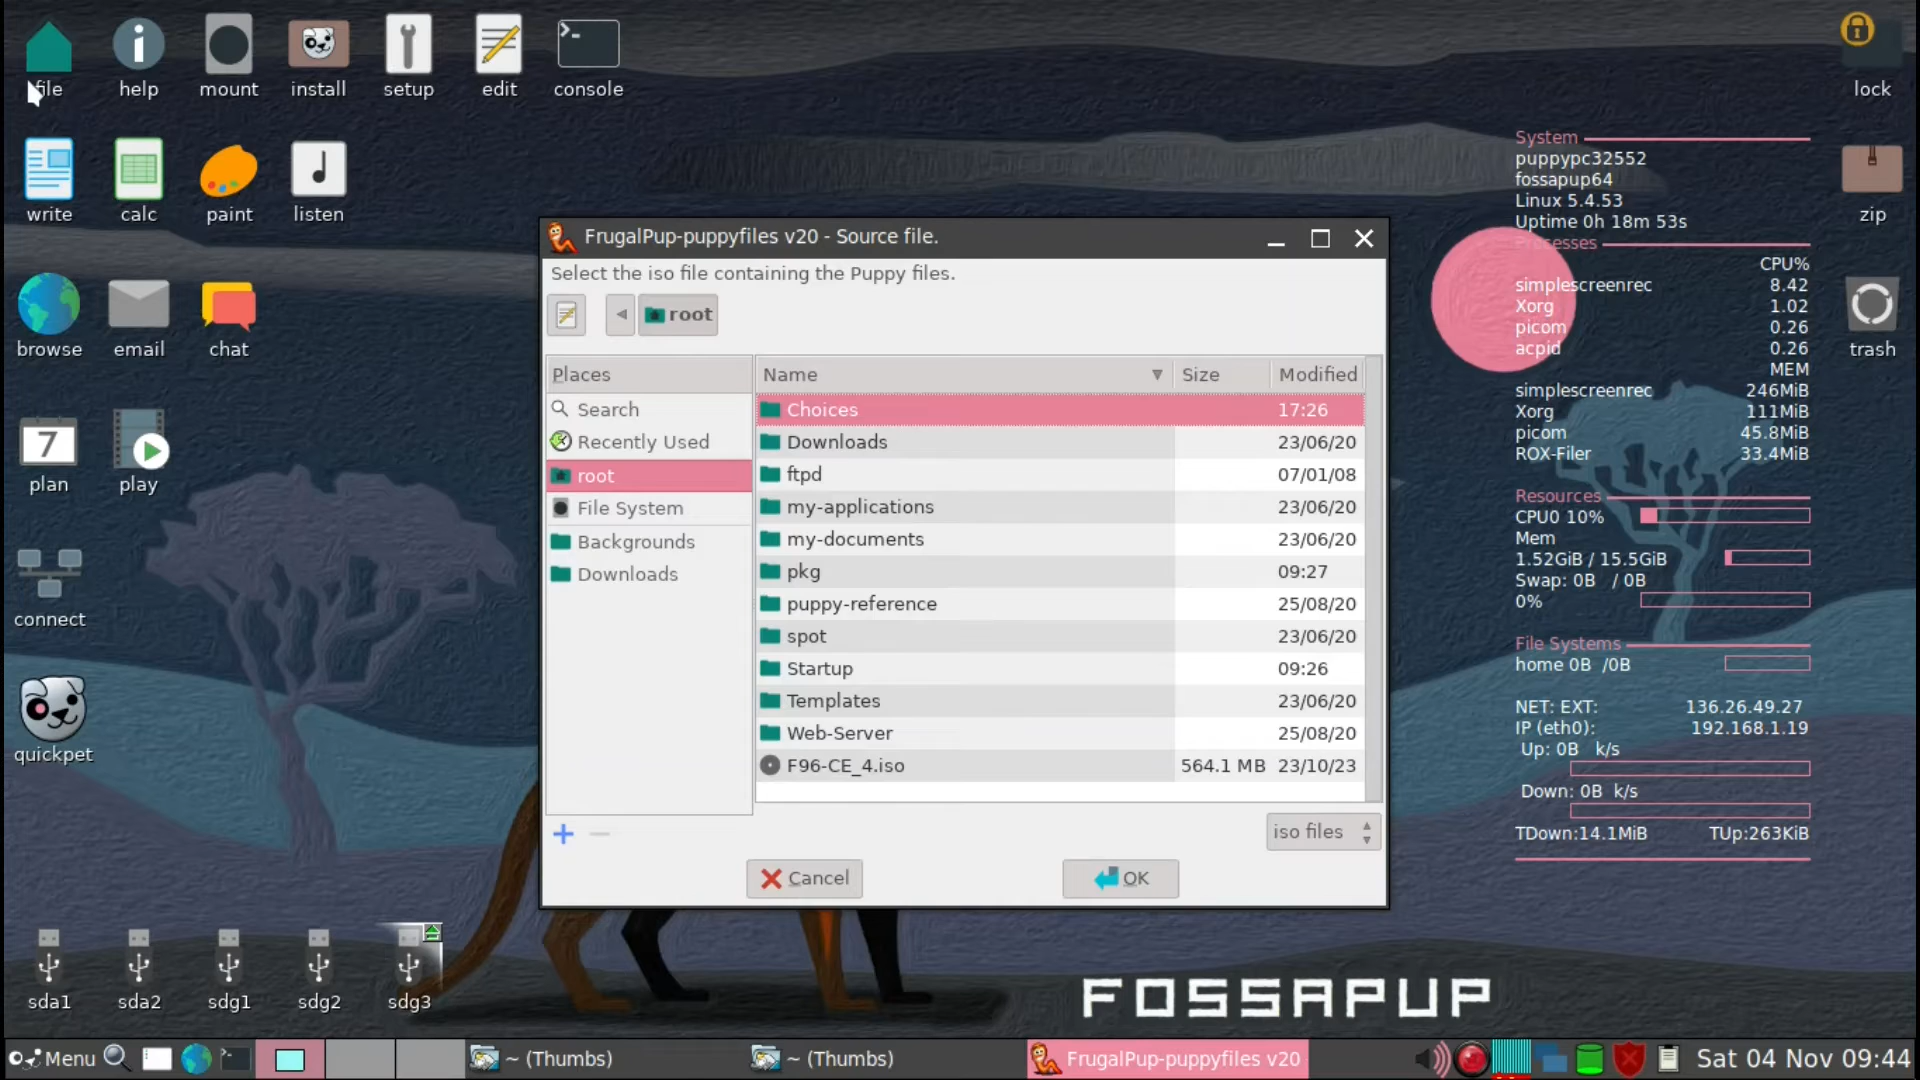 file help mount install setup edit console lock
write calc paint listen zip
browse email chat trash
plan play
connect
quickpet
7
FrugalPup-puppyfiles v20 - Source file.
Select the iso file containing the Puppy files.
root
Places
Search
Recently Used
root
File System
Backgrounds
Downloads
Name Size Modified
Choices 17:26
Downloads 23/06/20
ftpd 07/01/08
my-applications 23/06/20
my-documents 23/06/20
pkg 09:27
puppy-reference 25/08/20
spot 23/06/20
Startup 09:26
Templates 23/06/20
Web-Server 25/08/20
F96-CE_4.iso 564.1 MB 23/10/23
iso files
Cancel OK
System
puppypc32552
fossapup64
Linux 5.4.53
Uptime 0h 18m 53s
Processes
CPU%
simplescreenrec 8.42
Xorg 1.02
picom 0.26
acpid 0.26
MEM
simplescreenrec 246MiB
Xorg 111MiB
picom 45.8MiB
ROX-Filer 33.4MiB
Resources
CPU0 10%
Mem
1.52GiB / 15.5GiB
Swap: 0B / 0B
0%
File Systems
home 0B /0B
NET: EXT: 136.26.49.27
IP (eth0): 192.168.1.19
Up: 0B k/s
Down: 0B k/s
TDown:14.1MiB TUp:263KiB
sda1 sda2 sdg1 sdg2 sdg3
FOSSAPUP
Menu ~ (Thumbs) ~ (Thumbs) FrugalPup-puppyfiles v20 Sat 04 Nov 09:44